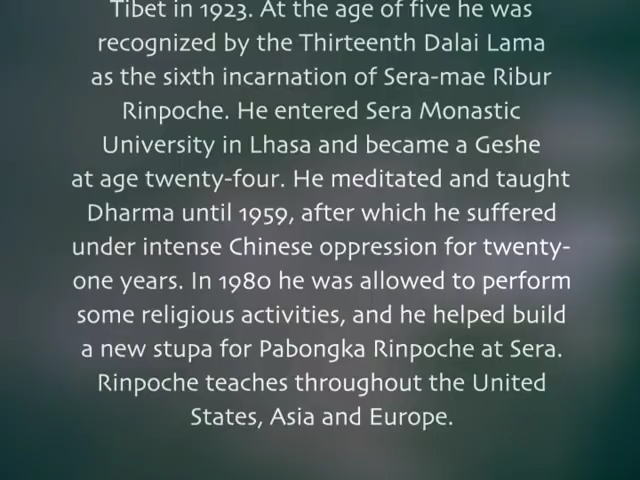 Tibet in 1923. At the age of five he was
recognized by the Thirteenth Dalai Lama
as the sixth incarnation of Sera-mae Ribur
Rinpoche. He entered Sera Monastic
University in Lhasa and became a Geshe
at age twenty-four. He meditated and taught
Dharma until 1959, after which he suffered
under intense Chinese oppression for twenty-
one years. In 1980 he was allowed to perform
some religious activities, and he helped build
a new stupa for Pabongka Rinpoche at Sera.
Rinpoche teaches throughout the United
States, Asia and Europe.